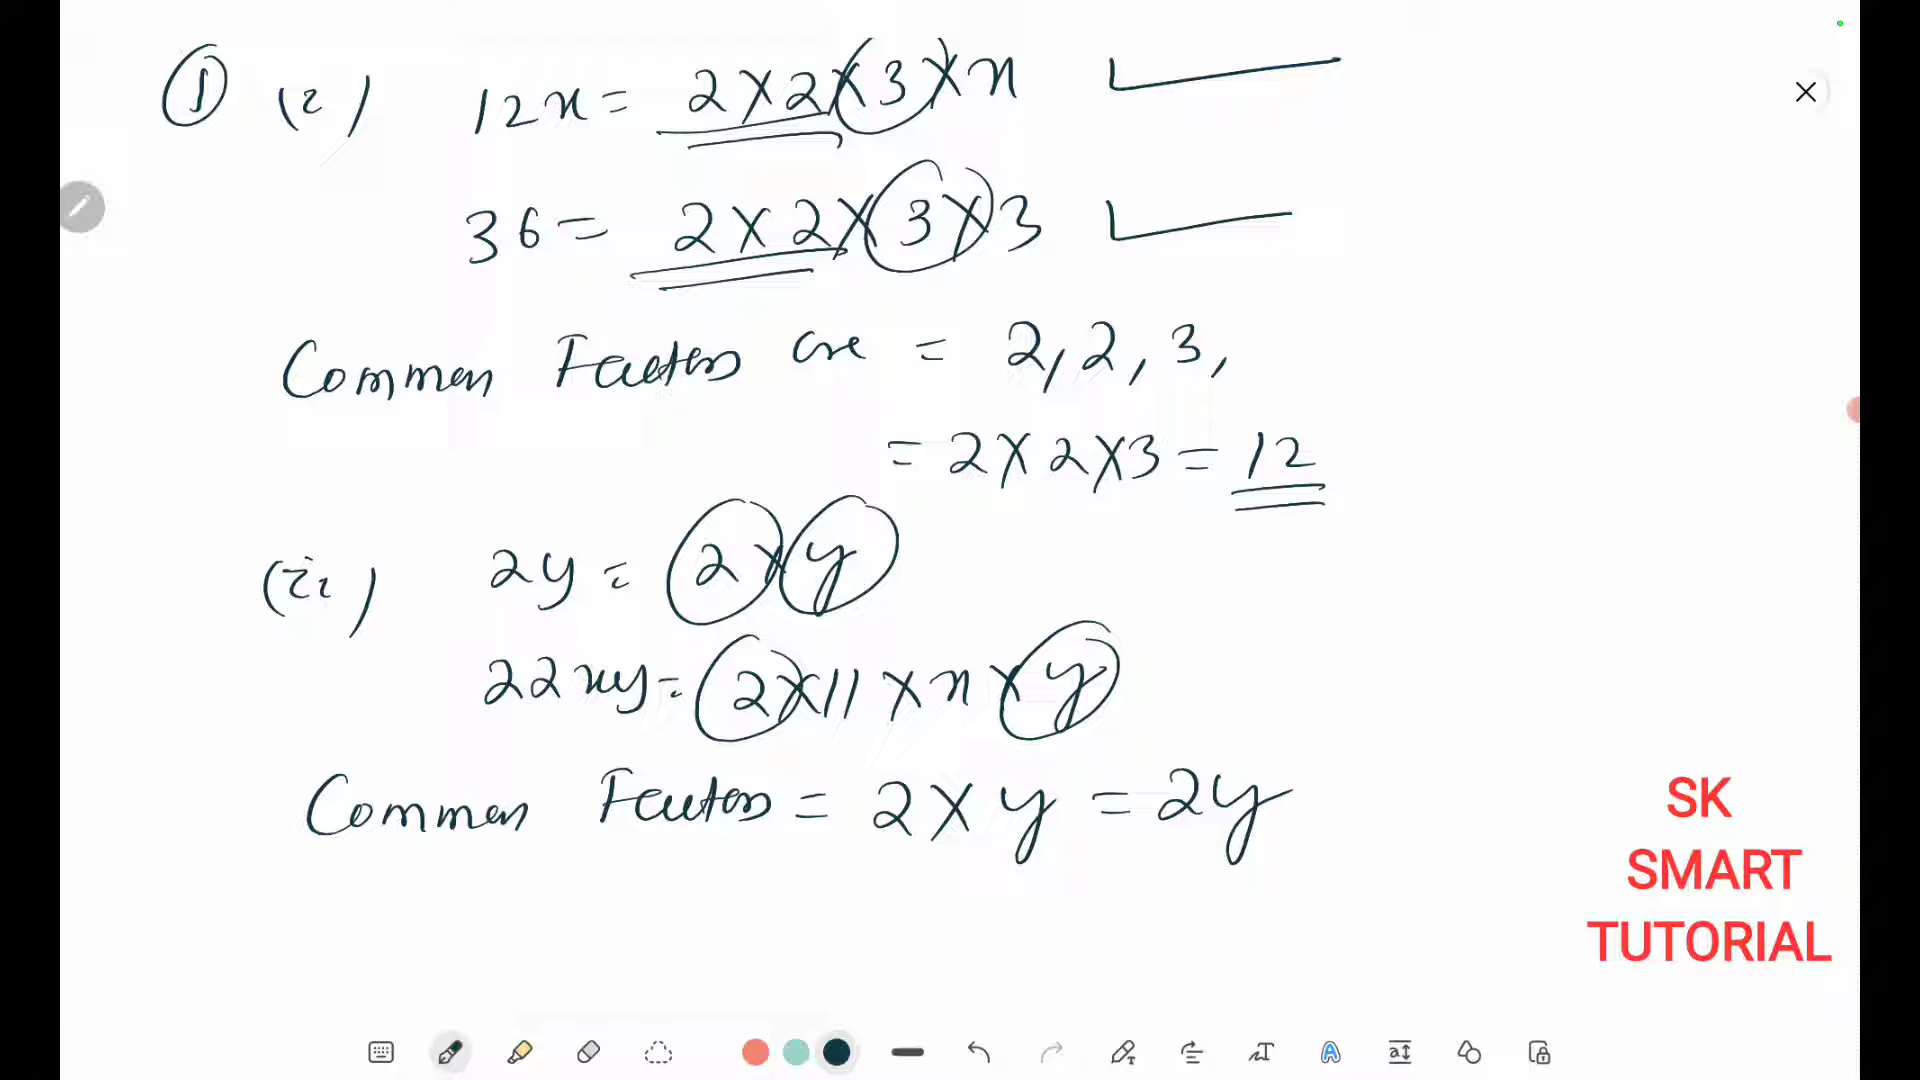 ① (i) 12x = 2×2×3×x
36 = 2×2×3×3
Common Factors are = 2, 2, 3,
= 2×2×3 = 12
(ii) 2y = 2×y
22xy = 2×11×x×y
Common Factors = 2×y = 2y
SK
SMART
TUTORIAL